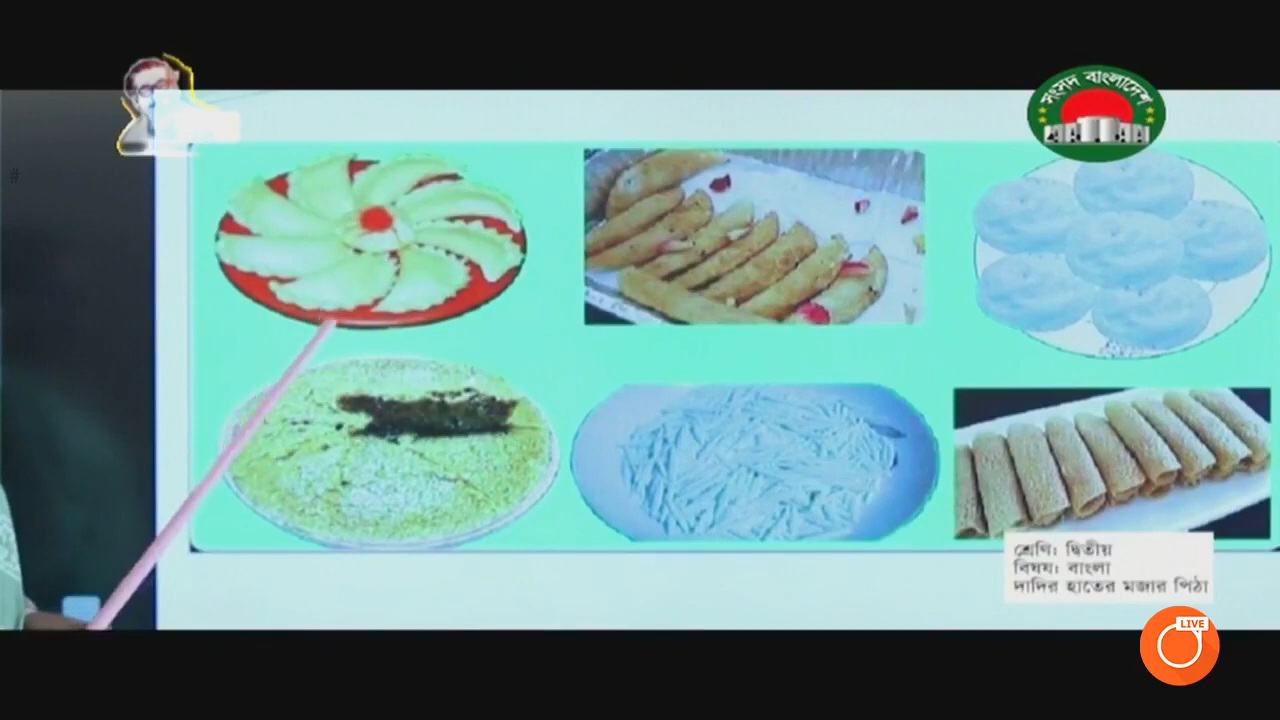 সংসদ বাংলাদেশ
শ্রেণি: দ্বিতীয়
বিষয়: বাংলা
দাদির হাতের মজার পিঠা
LIVE